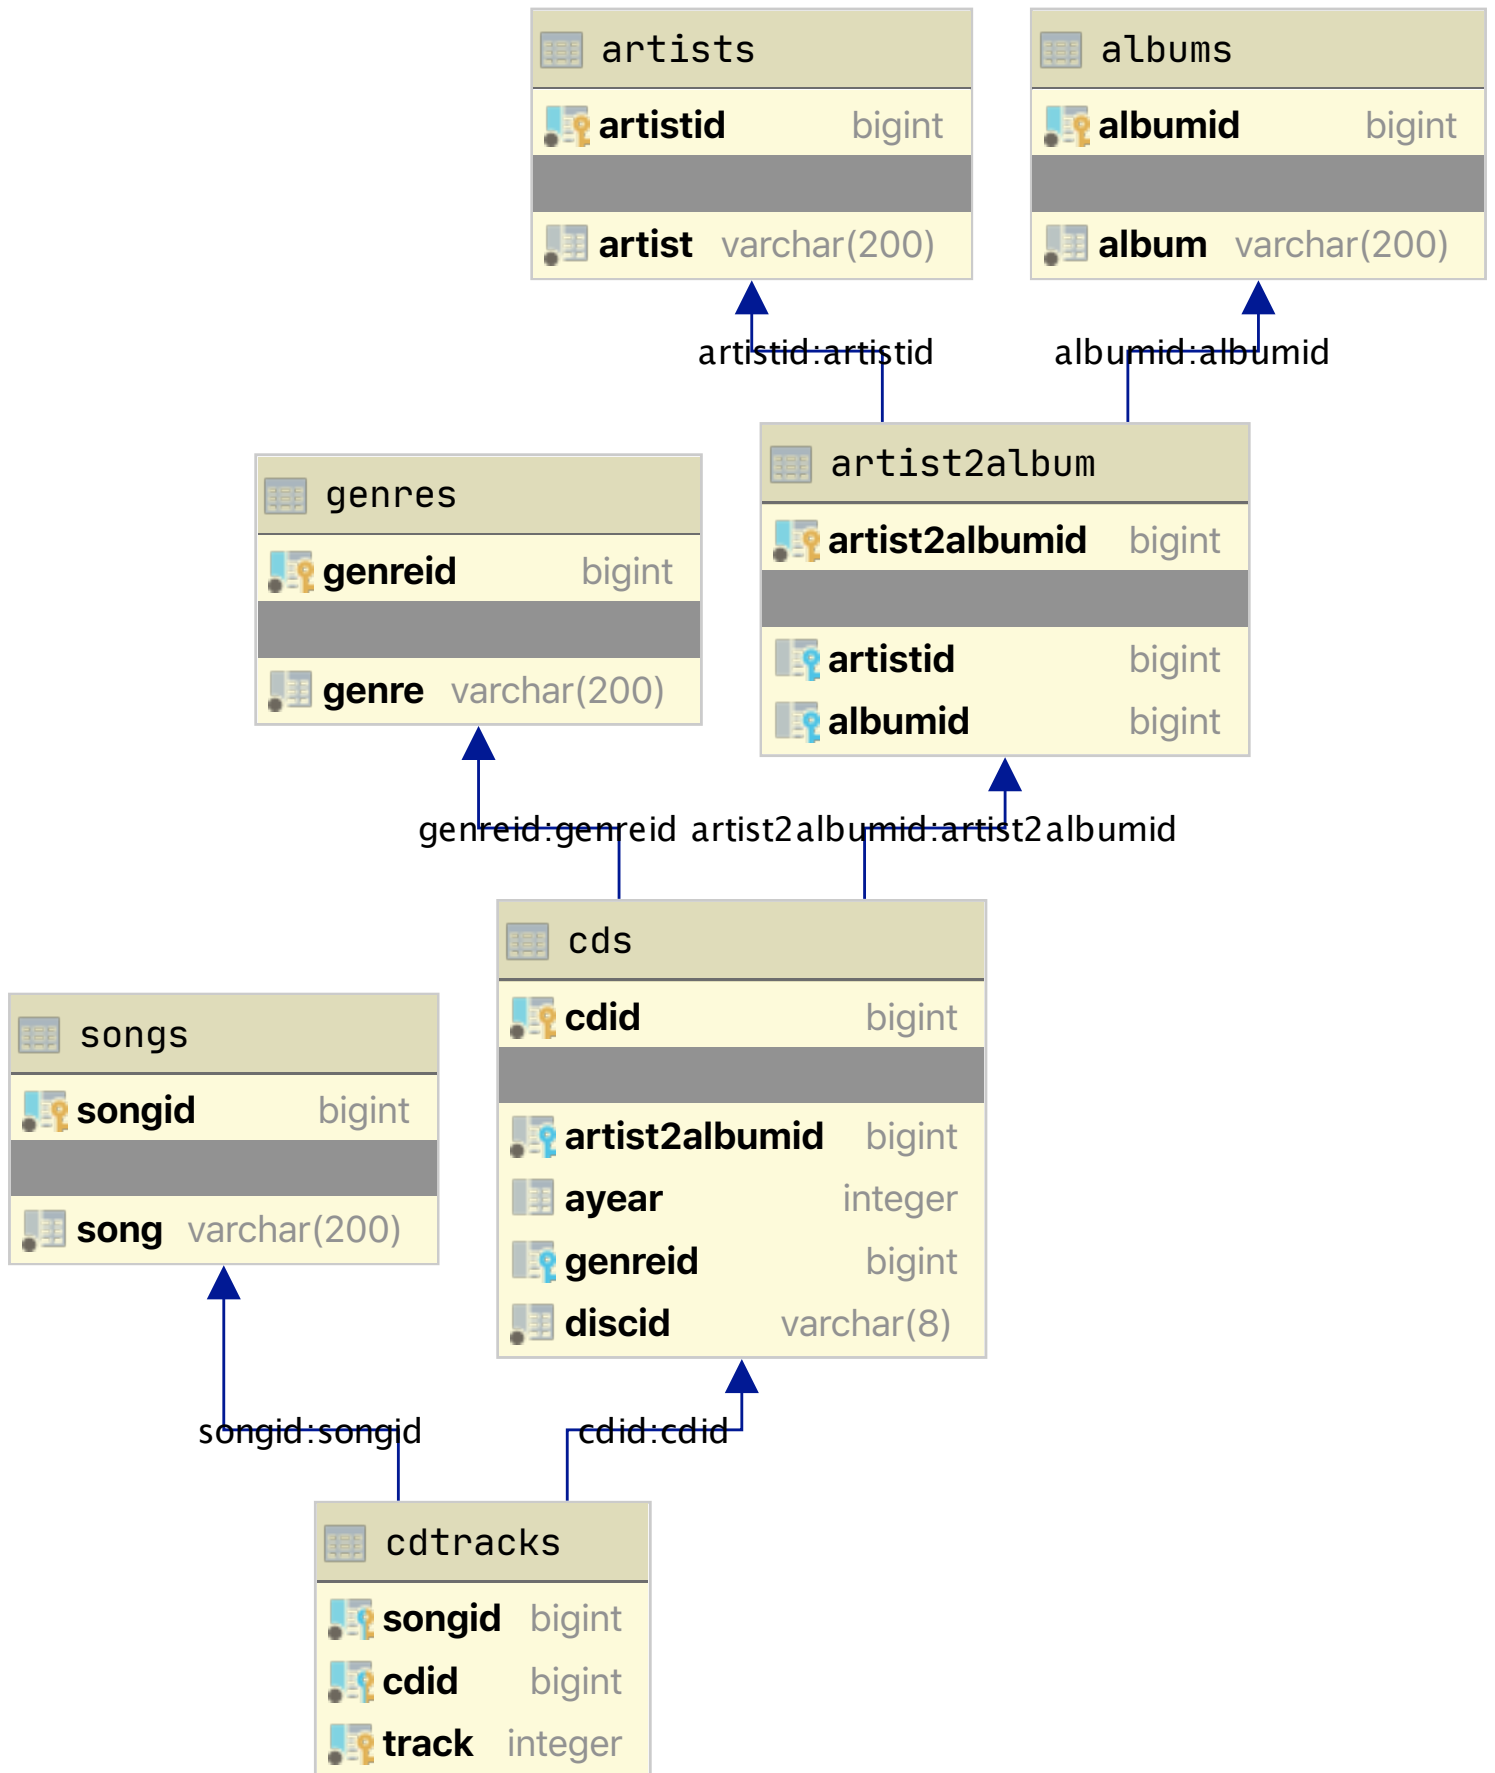 artists
artistid bigint
artist varchar(200)
albums
albumid bigint
album varchar(200)
artistid:artistid
albumid:albumid
genres
genreid bigint
genre varchar(200)
artist2album
artist2albumid bigint
artistid bigint
albumid bigint
genreid:genreid
artist2albumid:artist2albumid
songs
songid bigint
song varchar(200)
cds
cdid bigint
artist2albumid bigint
ayear integer
genreid bigint
discid varchar(8)
songid:songid
cdid:cdid
cdtracks
songid bigint
cdid bigint
track integer